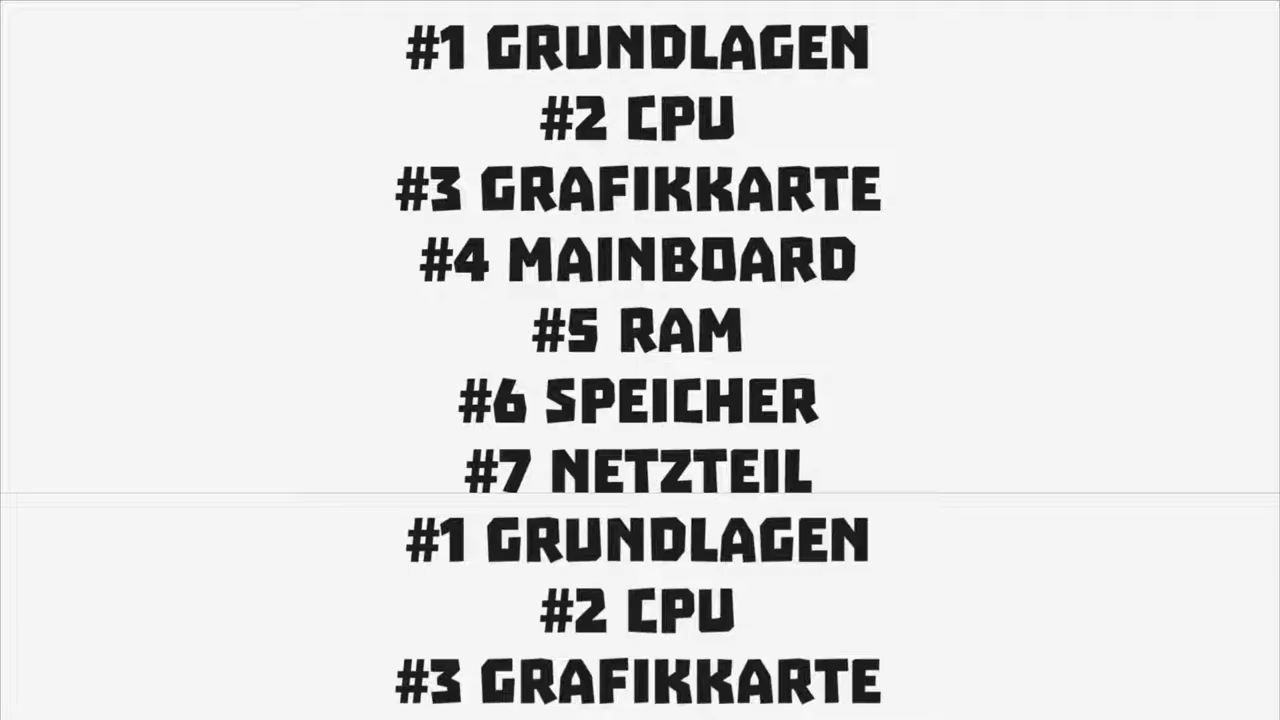 #1 GRUNDLAGEN
#2 CPU
#3 GRAFIKKARTE
#4 MAINBOARD
#5 RAM
#6 SPEICHER
#7 NETZTEIL
#1 GRUNDLAGEN
#2 CPU
#3 GRAFIKKARTE